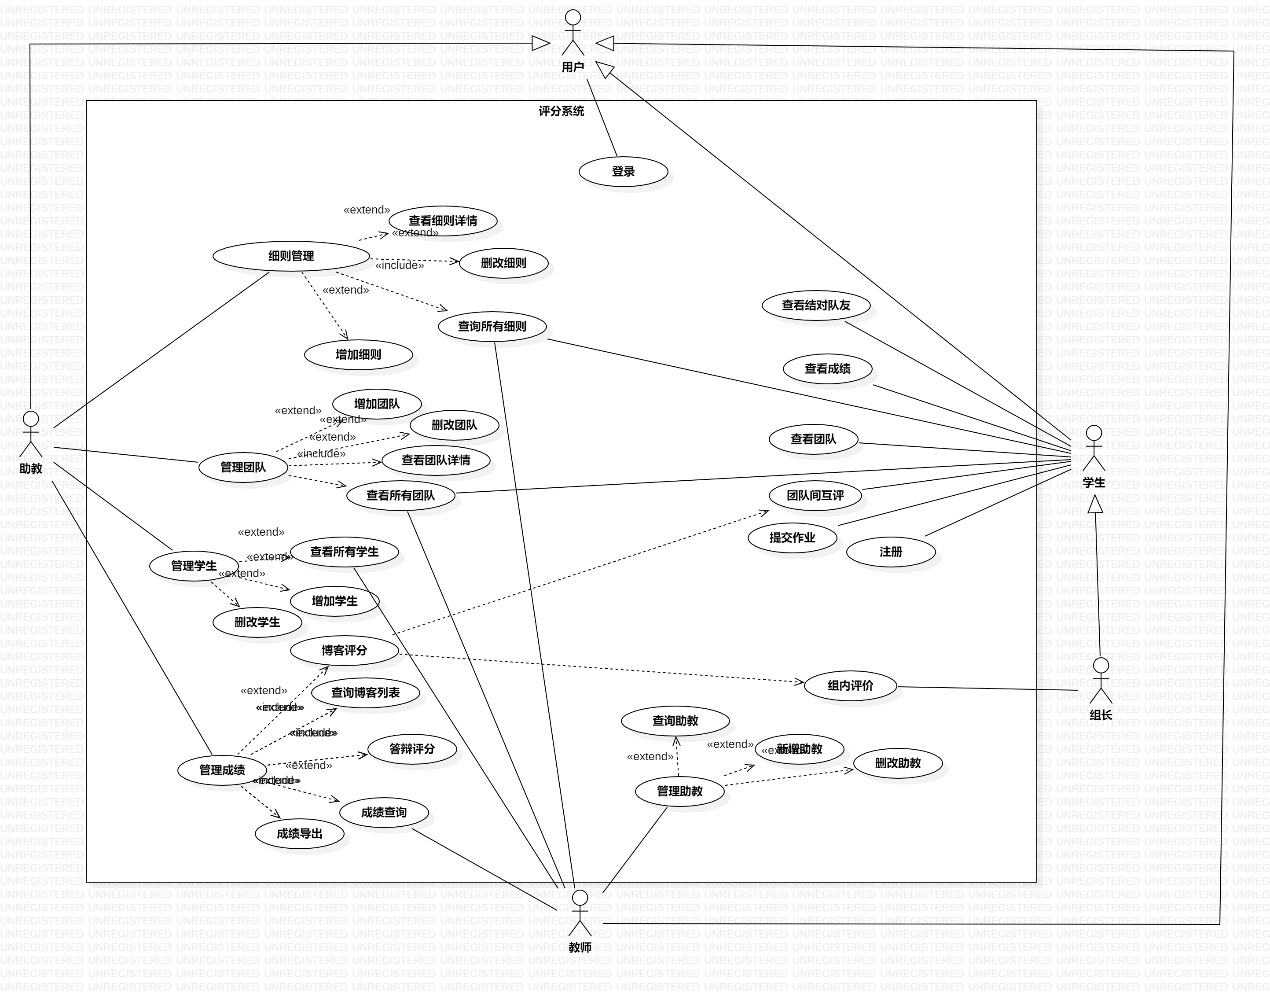 用户
评分系统
登录
«extend»
查看细则详情
«extend»
细则管理
«include»
删改细则
«extend»
查询所有细则
增加细则
查看结对队友
查看成绩
«extend»
增加团队
«extend»
删改团队
«extend»
«include»
查看团队详情
管理团队
查看所有团队
助教
查看团队
学生
团队间互评
提交作业
注册
«extend»
查看所有学生
«extend»
管理学生
«extend»
增加学生
删改学生
博客评分
«extend»
查询博客列表
组内评价
组长
答辩评分
«extend»
管理成绩
成绩查询
成绩导出
查询助教
«extend»
新增助教
«extend»
«extend»
删改助教
管理助教
教师
UNREGISTERED